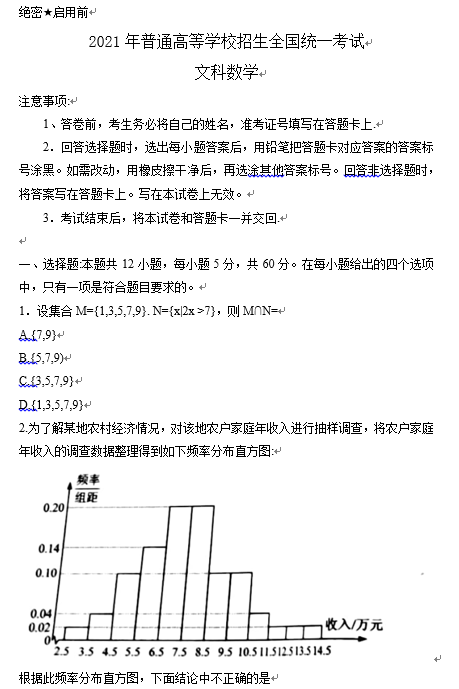 绝密★启用前
2021年普通高等学校招生全国统一考试
文科数学
注意事项:
1、答卷前，考生务必将自己的姓名，准考证号填写在答题卡上.
2．回答选择题时，选出每小题答案后，用铅笔把答题卡对应答案的答案标
号涂黑。如需改动，用橡皮擦干净后，再选涂其他答案标号。回答非选择题时，
将答案写在答题卡上。写在本试卷上无效。
3．考试结束后，将本试卷和答题卡一并交回.
一、选择题:本题共 12 小题，每小题 5 分，共 60 分。在每小题给出的四个选项
中，只有一项是符合题目要求的。
1．设集合 M={1,3,5,7,9}. N={x|2x >7}，则 M∩N=
A.{7,9}
B.{5,7,9)
C.{3,5,7,9}
D.{1,3,5,7,9}
2.为了解某地农村经济情况，对该地农户家庭年收入进行抽样调查，将农户家庭
年收入的调查数据整理得到如下频率分布直方图:
频率
组距
0.20
0.14
0.10
0.04
0.02
0
收入/万元
2.5 3.5 4.5 5.5 6.5 7.5 8.5 9.5 10.5 11.5 12.5 13.5 14.5
根据此频率分布直方图，下面结论中不正确的是